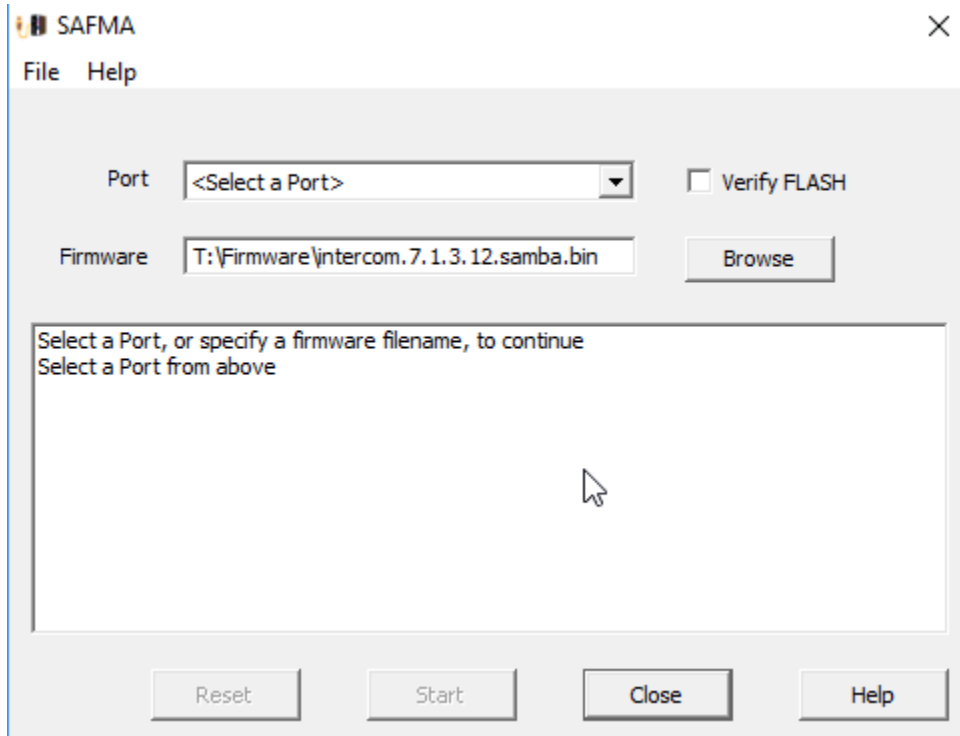 SAFMA
File Help
Port <Select a Port> Verify FLASH
Firmware T:\Firmware\intercom.7.1.3.12.samba.bin Browse
Select a Port, or specify a firmware filename, to continue
Select a Port from above
Reset Start Close Help